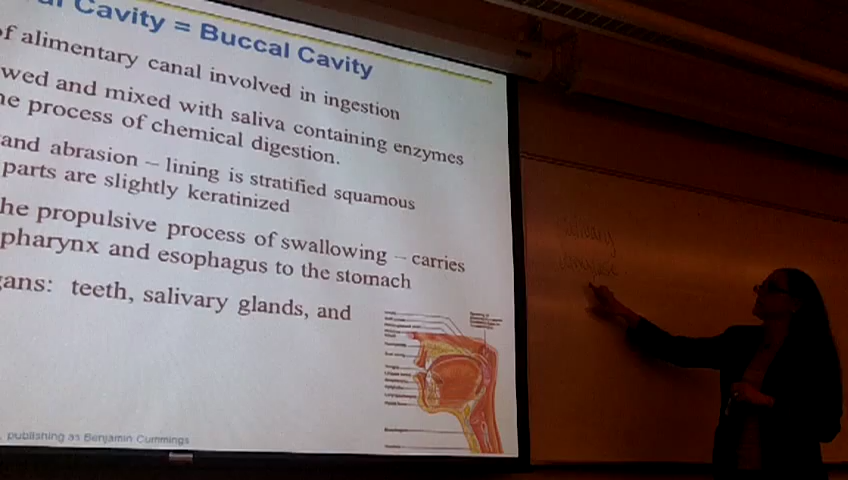 Cavity = Buccal Cavity
of alimentary canal involved in ingestion
wed and mixed with saliva containing enzymes
he process of chemical digestion.
and abrasion – lining is stratified squamous
parts are slightly keratinized
he propulsive process of swallowing – carries
pharynx and esophagus to the stomach
gans: teeth, salivary glands, and
, publishing as Benjamin Cummings
salivary